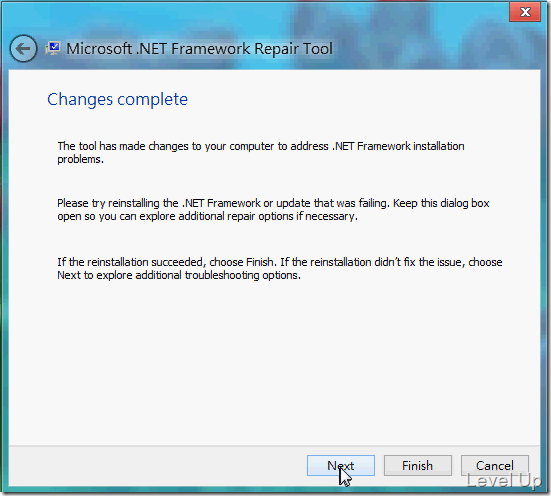 Microsoft .NET Framework Repair Tool
Changes complete
The tool has made changes to your computer to address .NET Framework installation
problems.
Please try reinstalling the .NET Framework or update that was failing. Keep this dialog box
open so you can explore additional repair options if necessary.
If the reinstallation succeeded, choose Finish. If the reinstallation didn't fix the issue, choose
Next to explore additional troubleshooting options.
Next Finish Cancel
Level Up